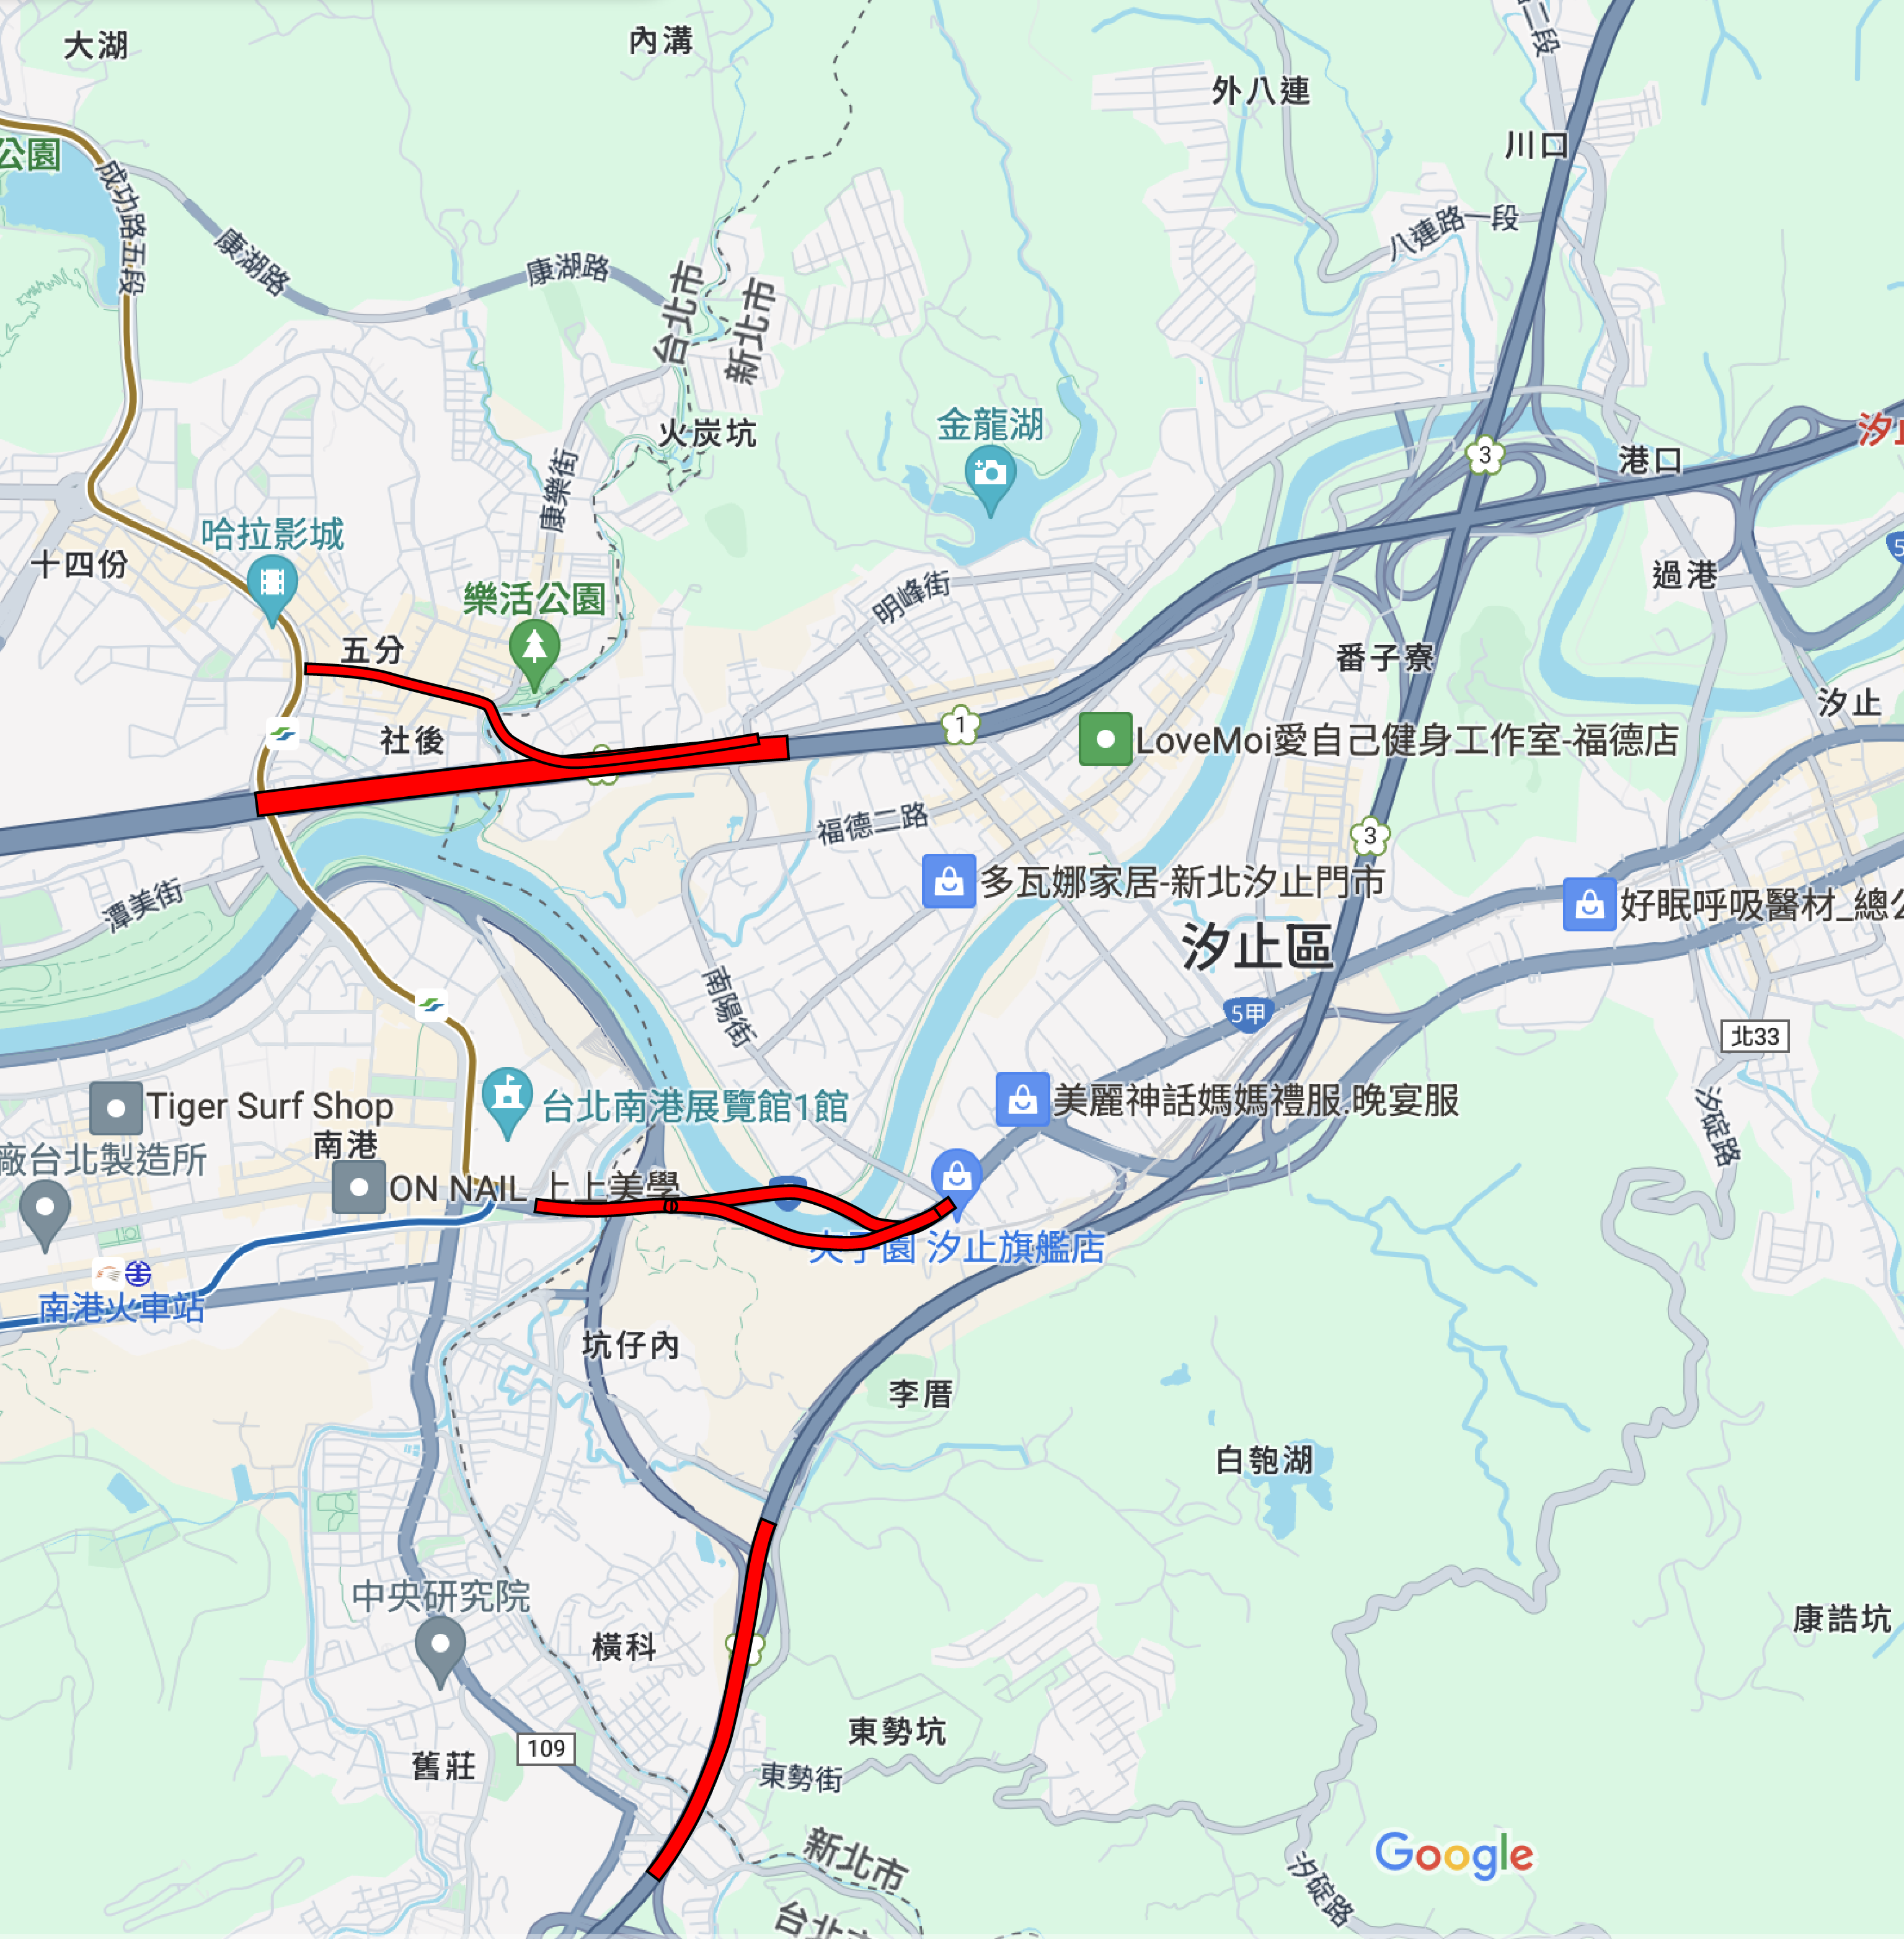 大湖
內溝
二段
外八連
川口
公園
成功路五段
八連路一段
康湖路
康湖路
台北市
新北市
火炭坑
金龍湖
3
港口
汐止
康樂街
哈拉影城
十四份
明峰街
5
過港
樂活公園
五分
番子寮
汐止
社後
1
LoveMoi愛自己健身工作室-福德店
福德二路
3
多瓦娜家居-新北汐止門市
潭美街
好眠呼吸醫材_總公
汐止區
南陽街
5甲
北33
Tiger Surf Shop
台北南港展覽館1館
美麗神話媽媽禮服.晚宴服
南港
汐碇路
廠台北製造所
ON NAIL 上上美學
園 汐止旗艦店
南港火車站
坑仔內
李厝
白匏湖
中央研究院
橫科
康誥坑
東勢坑
109
舊莊
東勢街
新北市
Google
汐碇路
台北市